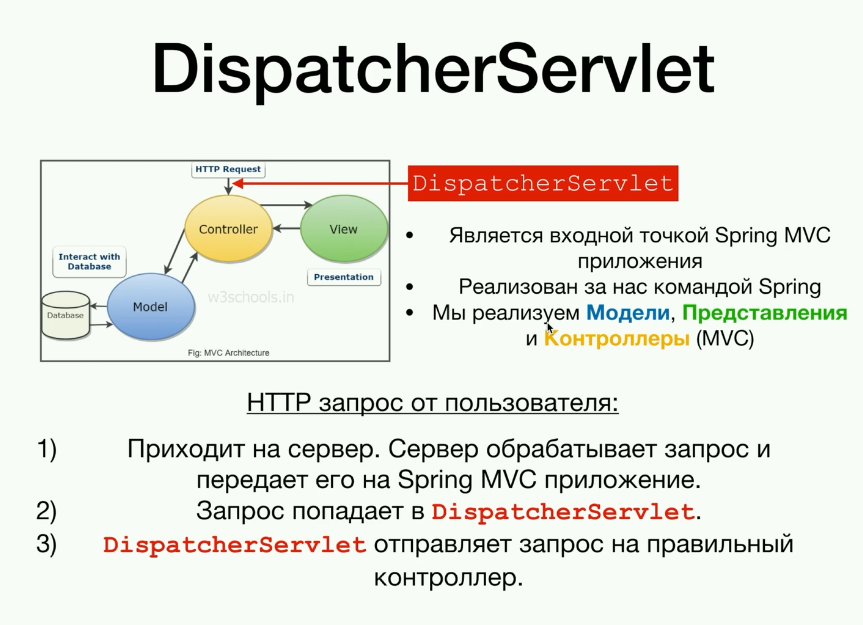 DispatcherServlet
HTTP Request
DispatcherServlet
Controller
View
Interact with
Database
Presentation
Model
Database
w3schools.in
Fig: MVC Architecture
• Является входной точкой Spring MVC
приложения
• Реализован за нас командой Spring
• Мы реализуем Модели, Представления
и Контроллеры (MVC)
HTTP запрос от пользователя:
1) Приходит на сервер. Сервер обрабатывает запрос и
передает его на Spring MVC приложение.
2) Запрос попадает в DispatcherServlet.
3) DispatcherServlet отправляет запрос на правильный
контроллер.